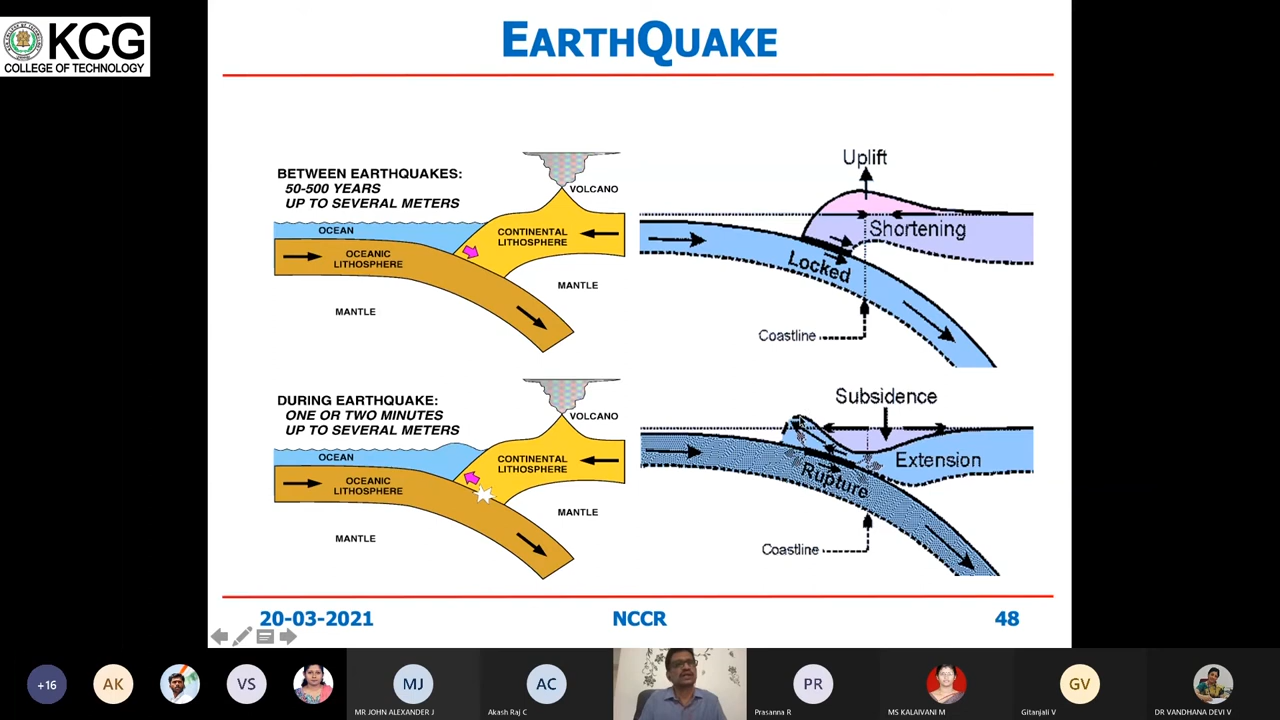 KCG
COLLEGE OF TECHNOLOGY
EARTHQUAKE
BETWEEN EARTHQUAKES:
50-500 YEARS
UP TO SEVERAL METERS
VOLCANO
OCEAN
CONTINENTAL
LITHOSPHERE
OCEANIC
LITHOSPHERE
MANTLE
MANTLE
Uplift
Shortening
Locked
Coastline
DURING EARTHQUAKE:
ONE OR TWO MINUTES
UP TO SEVERAL METERS
VOLCANO
OCEAN
CONTINENTAL
LITHOSPHERE
OCEANIC
LITHOSPHERE
MANTLE
MANTLE
Subsidence
Extension
Rupture
Coastline
20-03-2021 NCCR 48
+16 AK VS MJ AC PR GV
MR JOHN ALEXANDER J Akash Raj C Prasanna R MS KALAIVANI M Gitanjali V DR VANDHANA DEVI V